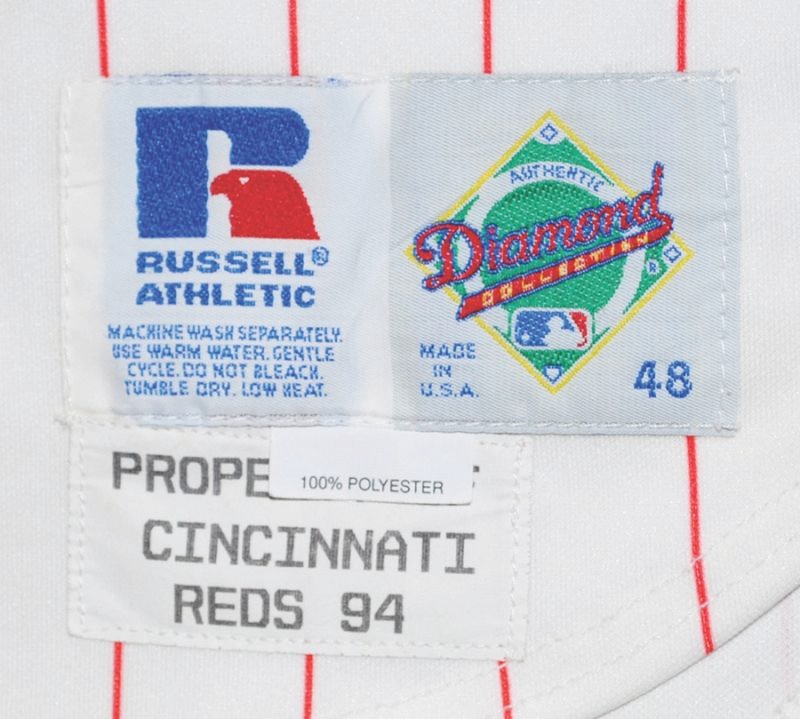 RUSSELL®
ATHLETIC
MACHINE WASH SEPARATELY.
USE WARM WATER. GENTLE
CYCLE. DO NOT BLEACH.
TUMBLE DRY. LOW HEAT.
AUTHENTIC
Diamond
COLLECTION
®
MADE
IN
U.S.A.
48
PROPE
100% POLYESTER
CINCINNATI
REDS 94